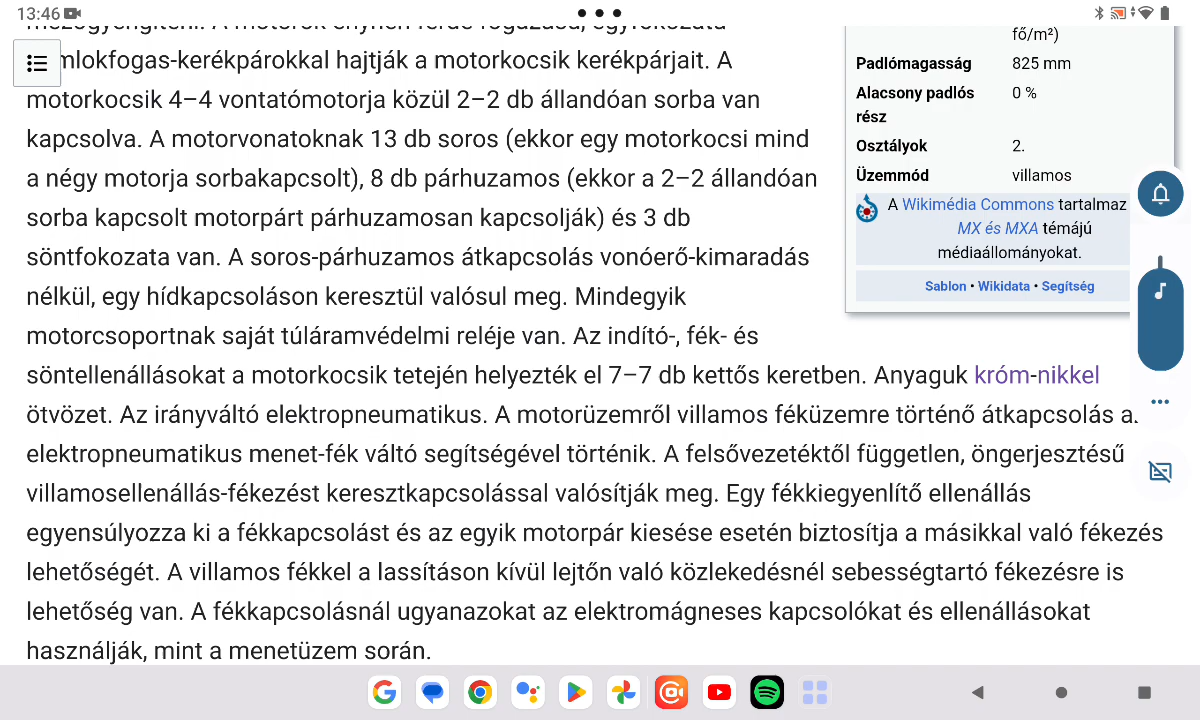 13:46
homlokfogas-kerékpárokkal hajtják a motorkocsik kerékpárjait. A
motorkocsik 4–4 vontatómotorja közül 2–2 db állandóan sorba van
kapcsolva. A motorvonatoknak 13 db soros (ekkor egy motorkocsi mind
a négy motorja sorbakapcsolt), 8 db párhuzamos (ekkor a 2–2 állandóan
sorba kapcsolt motorpárt párhuzamosan kapcsolják) és 3 db
söntfokozata van. A soros-párhuzamos átkapcsolás vonóerő-kimaradás
nélkül, egy hídkapcsoláson keresztül valósul meg. Mindegyik
motorcsoportnak saját túláramvédelmi reléje van. Az indító-, fék- és
söntellenállásokat a motorkocsik tetején helyezték el 7–7 db kettős keretben. Anyaguk króm-nikkel
ötvözet. Az irányváltó elektropneumatikus. A motorüzemről villamos féküzemre történő átkapcsolás a
elektropneumatikus menet-fék váltó segítségével történik. A felsővezetéktől független, öngerjesztésű
villamosellenállás-fékezést keresztkapcsolással valósítják meg. Egy fékkiegyenlítő ellenállás
egyensúlyozza ki a fékkapcsolást és az egyik motorpár kiesése esetén biztosítja a másikkal való fékezés
lehetőségét. A villamos fékkel a lassításon kívül lejtőn való közlekedésnél sebességtartó fékezésre is
lehetőség van. A fékkapcsolásnál ugyanazokat az elektromágneses kapcsolókat és ellenállásokat
használják, mint a menetüzem során.
fő/m²)
Padlómagasság 825 mm
Alacsony padlós rész 0 %
Osztályok 2.
Üzemmód villamos
A Wikimédia Commons tartalmaz
MX és MXA témájú
médiaállományokat.
Sablon • Wikidata • Segítség